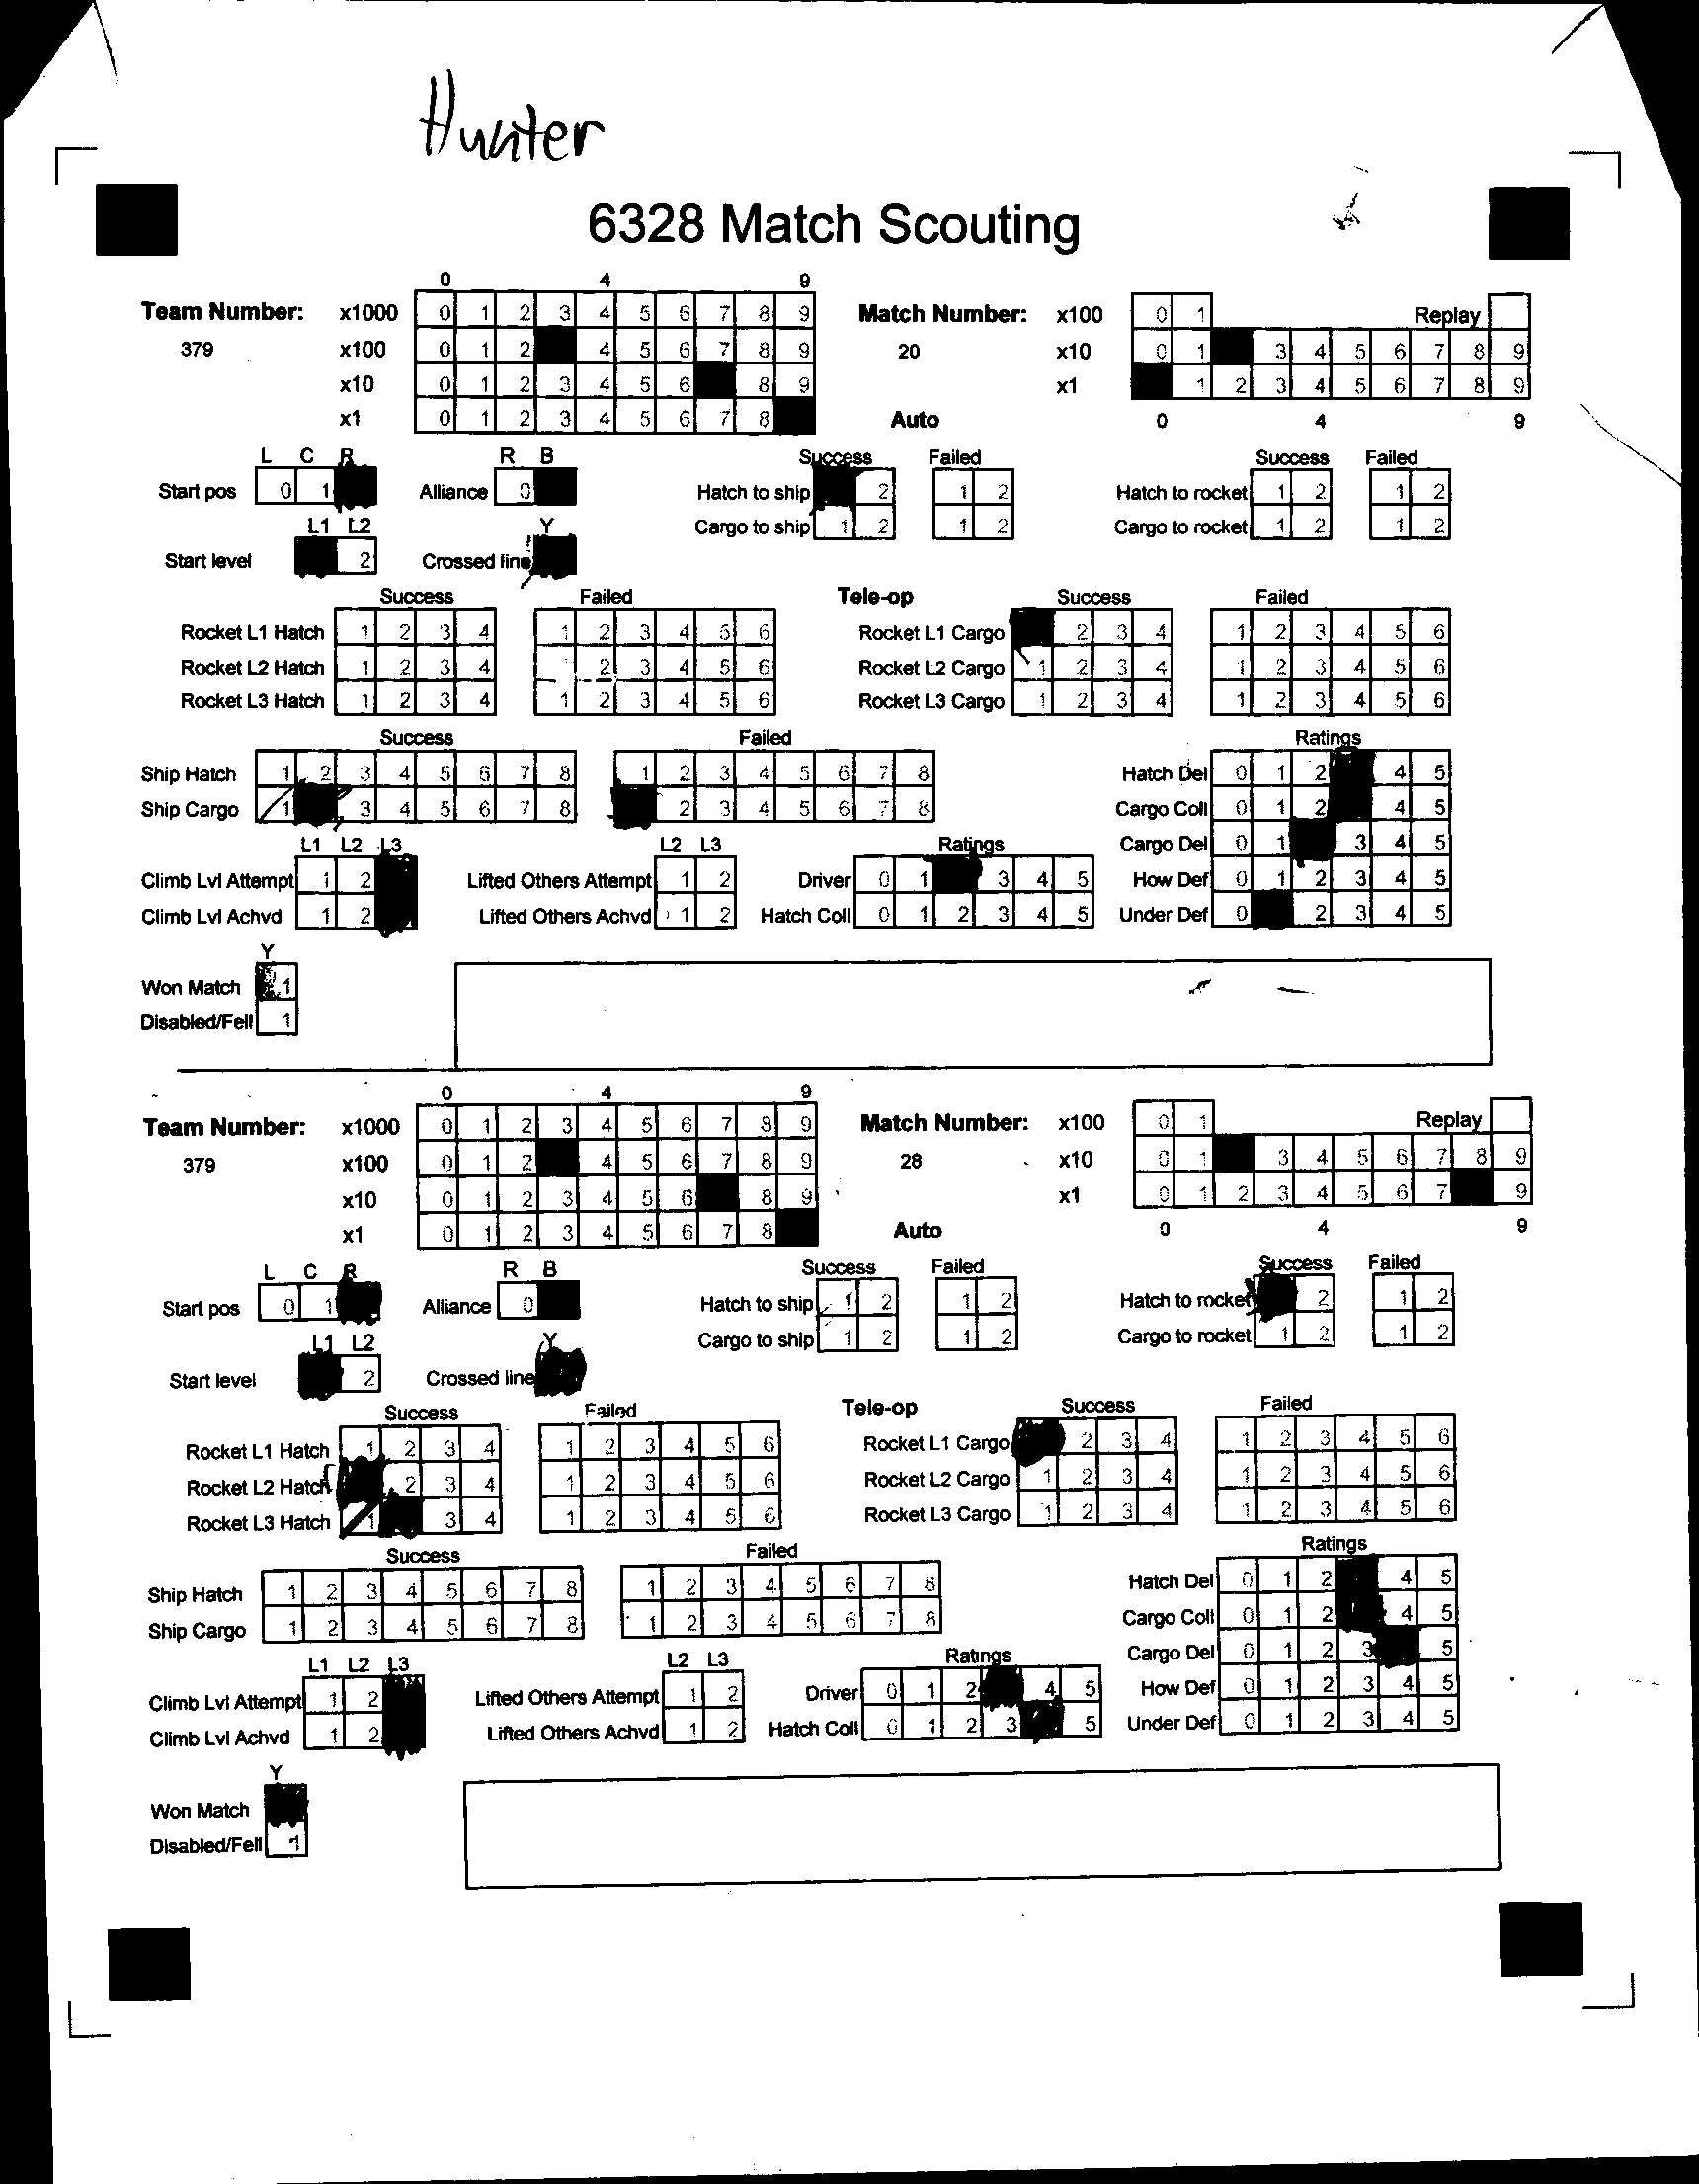 Hunter
6328 Match Scouting
0 4 9
Team Number: x1000 0 1 2 3 4 5 6 7 8 9 Match Number: x100 0 1 Replay
379 x100 0 1 2 4 5 6 7 8 9 20 x10 0 1 3 4 5 6 7 8 9
x10 0 1 2 3 4 5 6 8 9 x1 1 2 3 4 5 6 7 8 9
x1 0 1 2 3 4 5 6 7 8 Auto 0 4 9
L C R R B Success Failed Success Failed
Start pos 0 1 Alliance 0 Hatch to ship 2 1 2 Hatch to rocket 1 2 1 2
L1 L2 Y Cargo to ship 1 2 1 2 Cargo to rocket 1 2 1 2
Start level 2 Crossed line
Success Failed Tele-op Success Failed
Rocket L1 Hatch 1 2 3 4 1 2 3 4 5 6 Rocket L1 Cargo 2 3 4 1 2 3 4 5 6
Rocket L2 Hatch 1 2 3 4 2 3 4 5 6 Rocket L2 Cargo 1 2 3 4 1 2 3 4 5 6
Rocket L3 Hatch 1 2 3 4 1 2 3 4 5 6 Rocket L3 Cargo 1 2 3 4 1 2 3 4 5 6
Success Failed Ratings
Ship Hatch 1 2 3 4 5 6 7 8 1 2 3 4 5 6 7 8 Hatch Del 0 1 2 4 5
Ship Cargo 1 3 4 5 6 7 8 2 3 4 5 6 7 8 Cargo Coll 0 1 2 4 5
L1 L2 L3 L2 L3 Ratings Cargo Del 0 1 3 4 5
Climb Lvl Attempt 1 2 Lifted Others Attempt 1 2 Driver 0 1 3 4 5 How Def 0 1 2 3 4 5
Climb Lvl Achvd 1 2 Lifted Others Achvd 1 2 Hatch Coll 0 1 2 3 4 5 Under Def 0 2 3 4 5
Y
Won Match 1
Disabled/Fell 1
0 4 9
Team Number: x1000 0 1 2 3 4 5 6 7 8 9 Match Number: x100 0 1 Replay
379 x100 0 1 2 4 5 6 7 8 9 28 x10 0 1 3 4 5 6 7 8 9
x10 0 1 2 3 4 5 6 8 9 x1 0 1 2 3 4 5 6 7 9
x1 0 1 2 3 4 5 6 7 8 Auto 0 4 9
L C R R B Success Failed Success Failed
Start pos 0 1 Alliance 0 Hatch to ship 1 2 1 2 Hatch to rocket 2 1 2
L1 L2 Y Cargo to ship 1 2 1 2 Cargo to rocket 1 2 1 2
Start level 2 Crossed line
Success Failed Tele-op Success Failed
Rocket L1 Hatch 1 2 3 4 1 2 3 4 5 6 Rocket L1 Cargo 2 3 4 1 2 3 4 5 6
Rocket L2 Hatch 2 3 4 1 2 3 4 5 6 Rocket L2 Cargo 1 2 3 4 1 2 3 4 5 6
Rocket L3 Hatch 1 3 4 1 2 3 4 5 6 Rocket L3 Cargo 1 2 3 4 1 2 3 4 5 6
Success Failed Ratings
Ship Hatch 1 2 3 4 5 6 7 8 1 2 3 4 5 6 7 8 Hatch Del 0 1 2 4 5
Ship Cargo 1 2 3 4 5 6 7 8 1 2 3 4 5 6 7 8 Cargo Coll 0 1 2 4 5
L1 L2 L3 L2 L3 Ratings Cargo Del 0 1 2 3 5
Climb Lvl Attempt 1 2 Lifted Others Attempt 1 2 Driver 0 1 2 4 5 How Def 0 1 2 3 4 5
Climb Lvl Achvd 1 2 Lifted Others Achvd 1 2 Hatch Coll 0 1 2 3 5 Under Def 0 1 2 3 4 5
Y
Won Match
Disabled/Fell 1